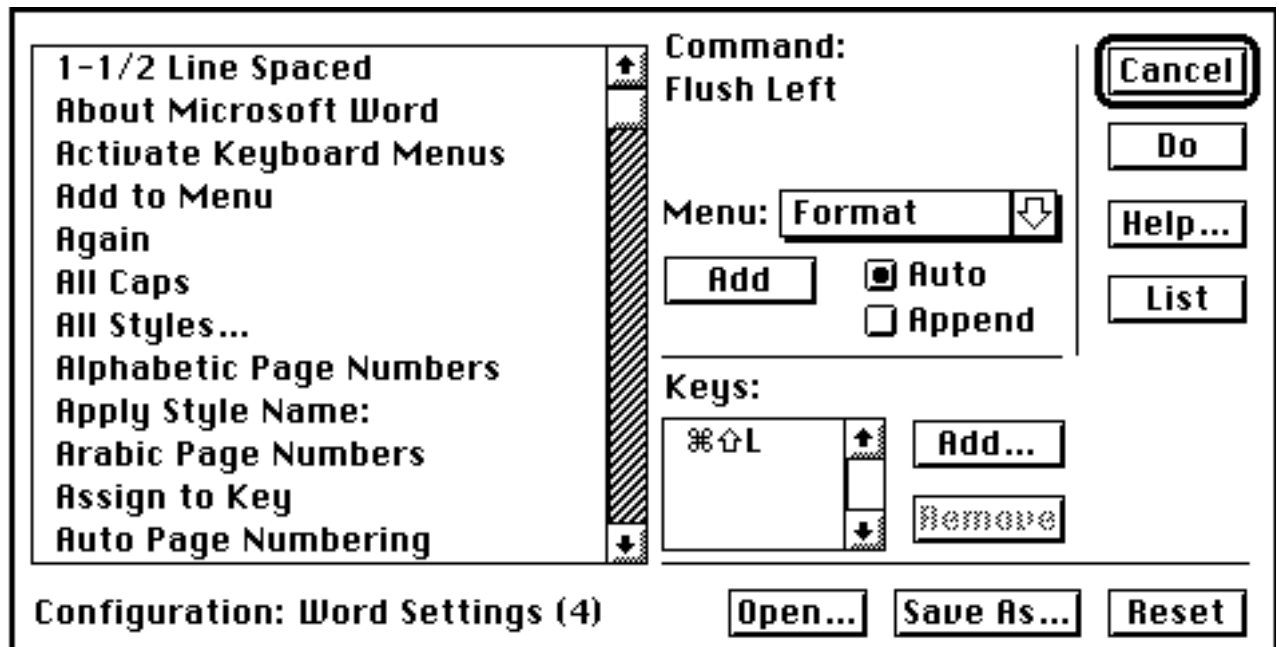 1-1/2 Line Spaced
About Microsoft Word
Activate Keyboard Menus
Add to Menu
Again
All Caps
All Styles...
Alphabetic Page Numbers
Apply Style Name:
Arabic Page Numbers
Assign to Key
Auto Page Numbering
Command:
Flush Left
Menu: Format
Add
Auto
Append
Keys:
⌘⇧L
Add...
Remove
Cancel
Do
Help...
List
Configuration: Word Settings (4)
Open...
Save As...
Reset